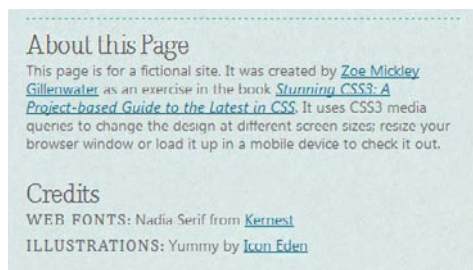 About this Page
This page is for a fictional site. It was created by Zoe Mickley
Gillenwater as an exercise in the book Stunning CSS3: A
Project-based Guide to the Latest in CSS. It uses CSS3 media
queries to change the design at different screen sizes; resize your
browser window or load it up in a mobile device to check it out.
Credits
WEB FONTS: Nadia Serif from Kernest
ILLUSTRATIONS: Yummy by Icon Eden